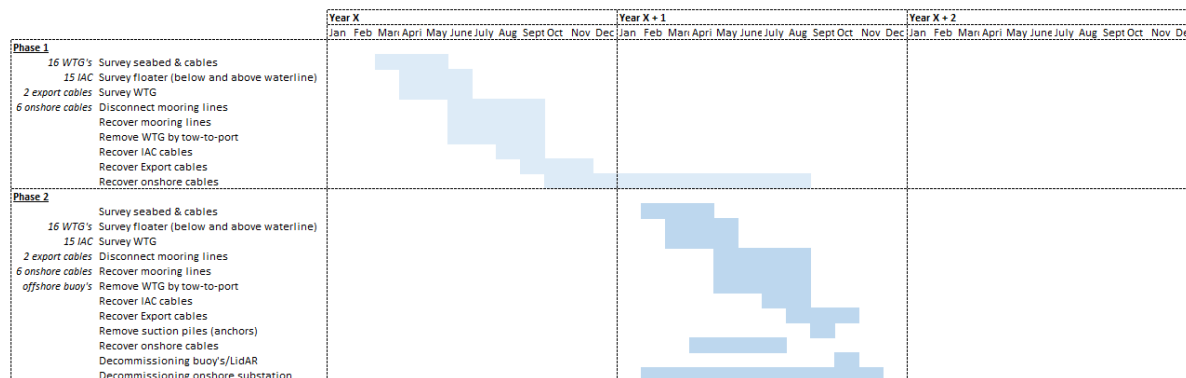 Year X Year X + 1 Year X + 2
Jan Feb Marı Apri May June July Aug Sept Oct Nov Dec Jan Feb Marı Apri May June July Aug Sept Oct Nov Dec Jan Feb Marı Apri May June July Aug Sept Oct Nov De
Phase 1
16 WTG's Survey seabed & cables
15 IAC Survey floater (below and above waterline)
2 export cables Survey WTG
6 onshore cables Disconnect mooring lines
Recover mooring lines
Remove WTG by tow-to-port
Recover IAC cables
Recover Export cables
Recover onshore cables
Phase 2
Survey seabed & cables
16 WTG's Survey floater (below and above waterline)
15 IAC Survey WTG
2 export cables Disconnect mooring lines
6 onshore cables Recover mooring lines
offshore buoy's Remove WTG by tow-to-port
Recover IAC cables
Recover Export cables
Remove suction piles (anchors)
Recover onshore cables
Decommissioning buoy's/LidAR
Decommissioning onshore substation